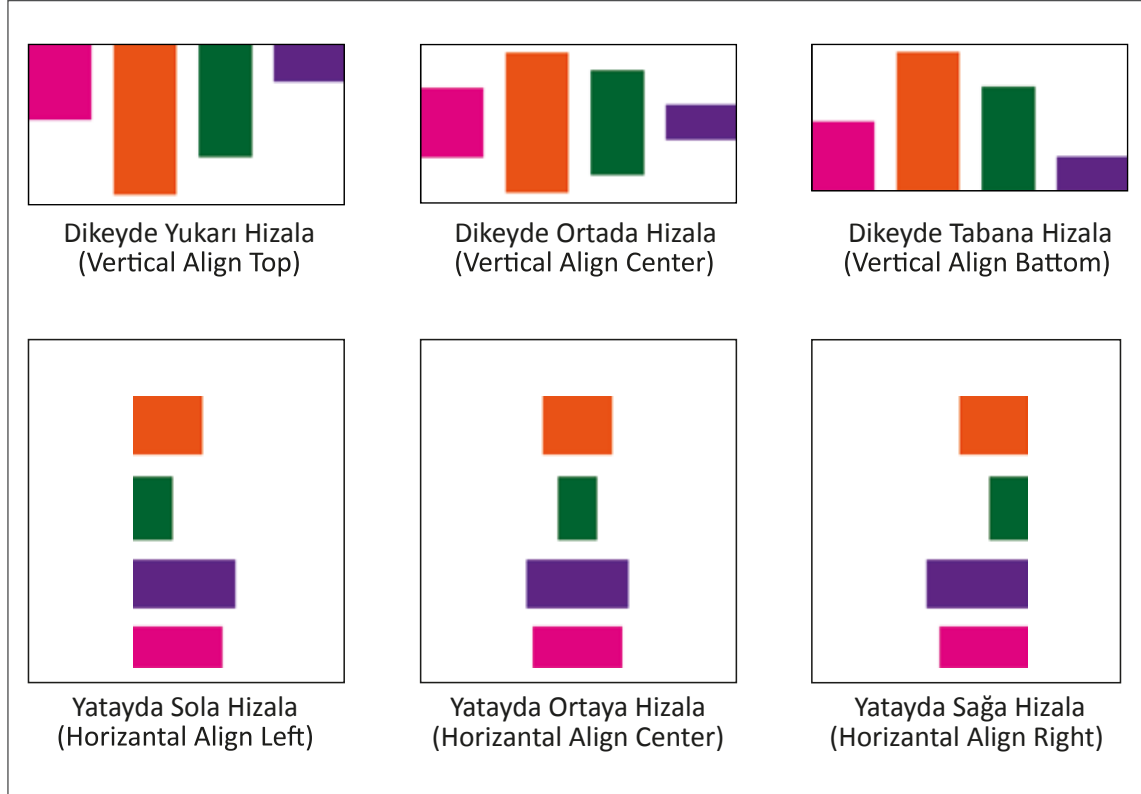 Dikeyde Yukarı Hizala
(Vertical Align Top)
Dikeyde Ortada Hizala
(Vertical Align Center)
Dikeyde Tabana Hizala
(Vertical Align Battom)
Yatayda Sola Hizala
(Horizantal Align Left)
Yatayda Ortaya Hizala
(Horizantal Align Center)
Yatayda Sağa Hizala
(Horizantal Align Right)